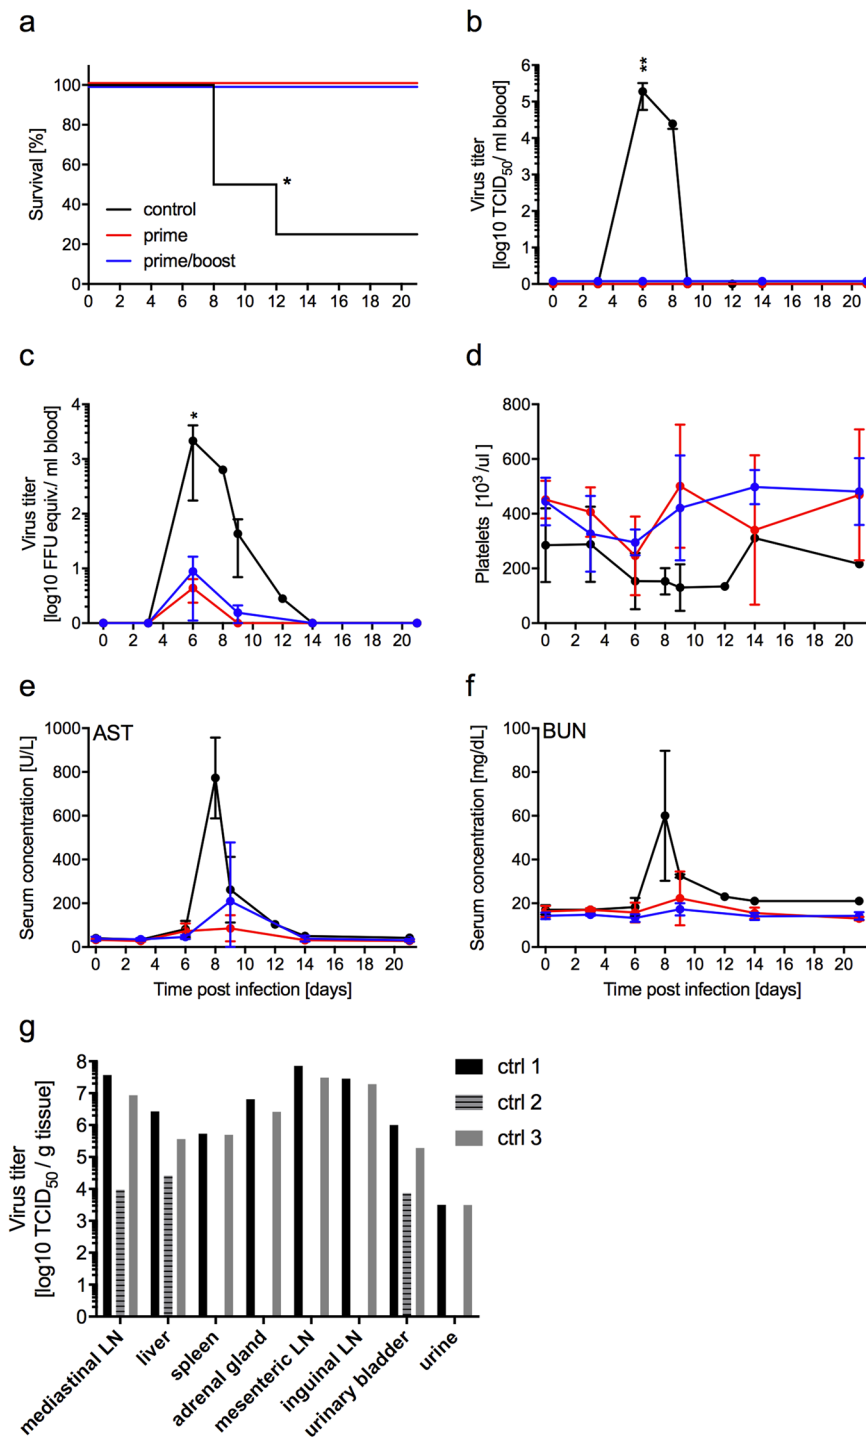 a
Survival [%]
100
80
60
40
20
0
*
control
prime
prime/boost
0 2 4 6 8 10 12 14 16 18 20
b
Virus titer
[log10 TCID50/ ml blood]
6
5
4
3
2
1
0
**
0 2 4 6 8 10 12 14 16 18 20
c
Virus titer
[log10 FFU equiv./ ml blood]
4
3
2
1
0
*
0 2 4 6 8 10 12 14 16 18 20
d
Platelets [10³/ul]
800
600
400
200
0
0 2 4 6 8 10 12 14 16 18 20
e
AST
Serum concentration [U/L]
1000
800
600
400
200
0
0 2 4 6 8 10 12 14 16 18 20
Time post infection [days]
f
BUN
Serum concentration [mg/dL]
100
80
60
40
20
0
0 2 4 6 8 10 12 14 16 18 20
Time post infection [days]
g
Virus titer
[log10 TCID50/ g tissue]
8
7
6
5
4
3
2
1
0
mediastinal LN
liver
spleen
adrenal gland
mesenteric LN
inguinal LN
urinary bladder
urine
ctrl 1
ctrl 2
ctrl 3